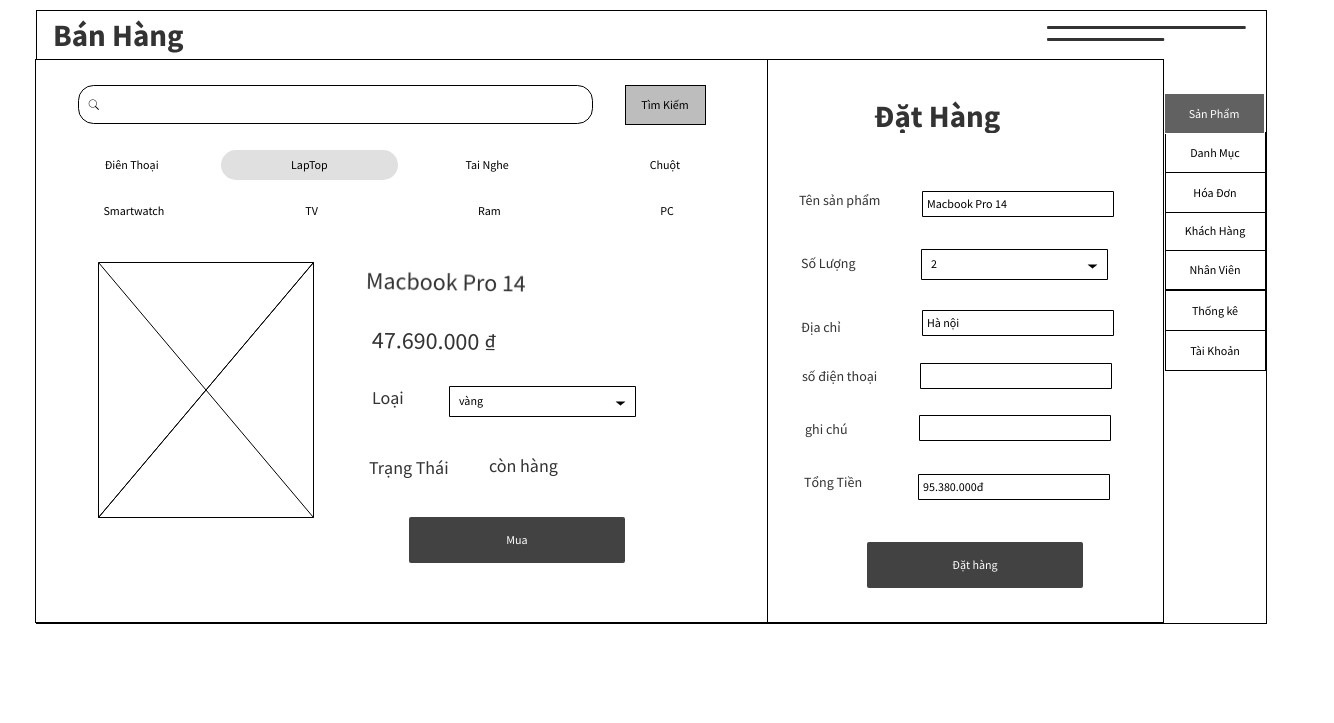 Bán Hàng
Tìm Kiếm
Điên Thoại
LapTop
Tai Nghe
Chuột
Smartwatch
TV
Ram
PC
Macbook Pro 14
47.690.000 ₫
Loại
vàng
Trạng Thái
còn hàng
Mua
Đặt Hàng
Tên sản phẩm
Macbook Pro 14
Số Lượng
2
Địa chỉ
Hà nội
số điện thoại
ghi chú
Tổng Tiền
95.380.000đ
Đặt hàng
Sản Phẩm
Danh Mục
Hóa Đơn
Khách Hàng
Nhân Viên
Thống kê
Tài Khoản